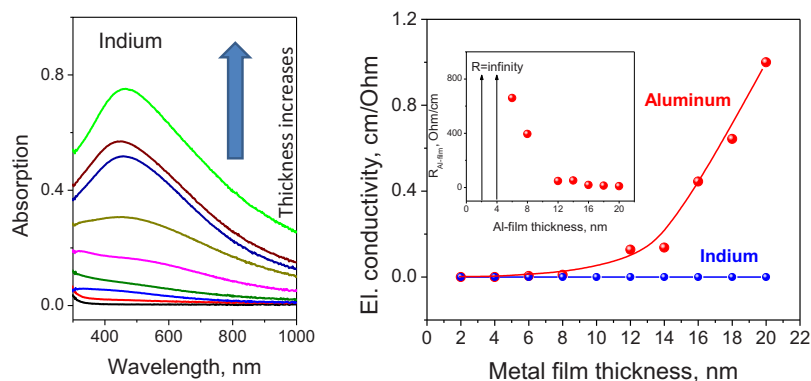 Indium
Thickness increases
0.8
0.4
0.0
Absorption
400 600 800 1000
Wavelength, nm
1.2
0.8
0.4
0.0
El. conductivity, cm/Ohm
R=infinity
800
400
0
R Al-film, Ohm/cm
0 4 8 12 16 20
Al-film thickness, nm
Aluminum
Indium
0 2 4 6 8 10 12 14 16 18 20 22
Metal film thickness, nm